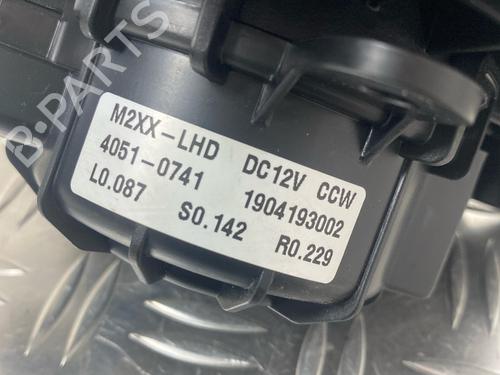 B-PARTS
M2XX-LHD DC12V CCW
4051-0741 1904193002
L0.087 S0.142 R0.229